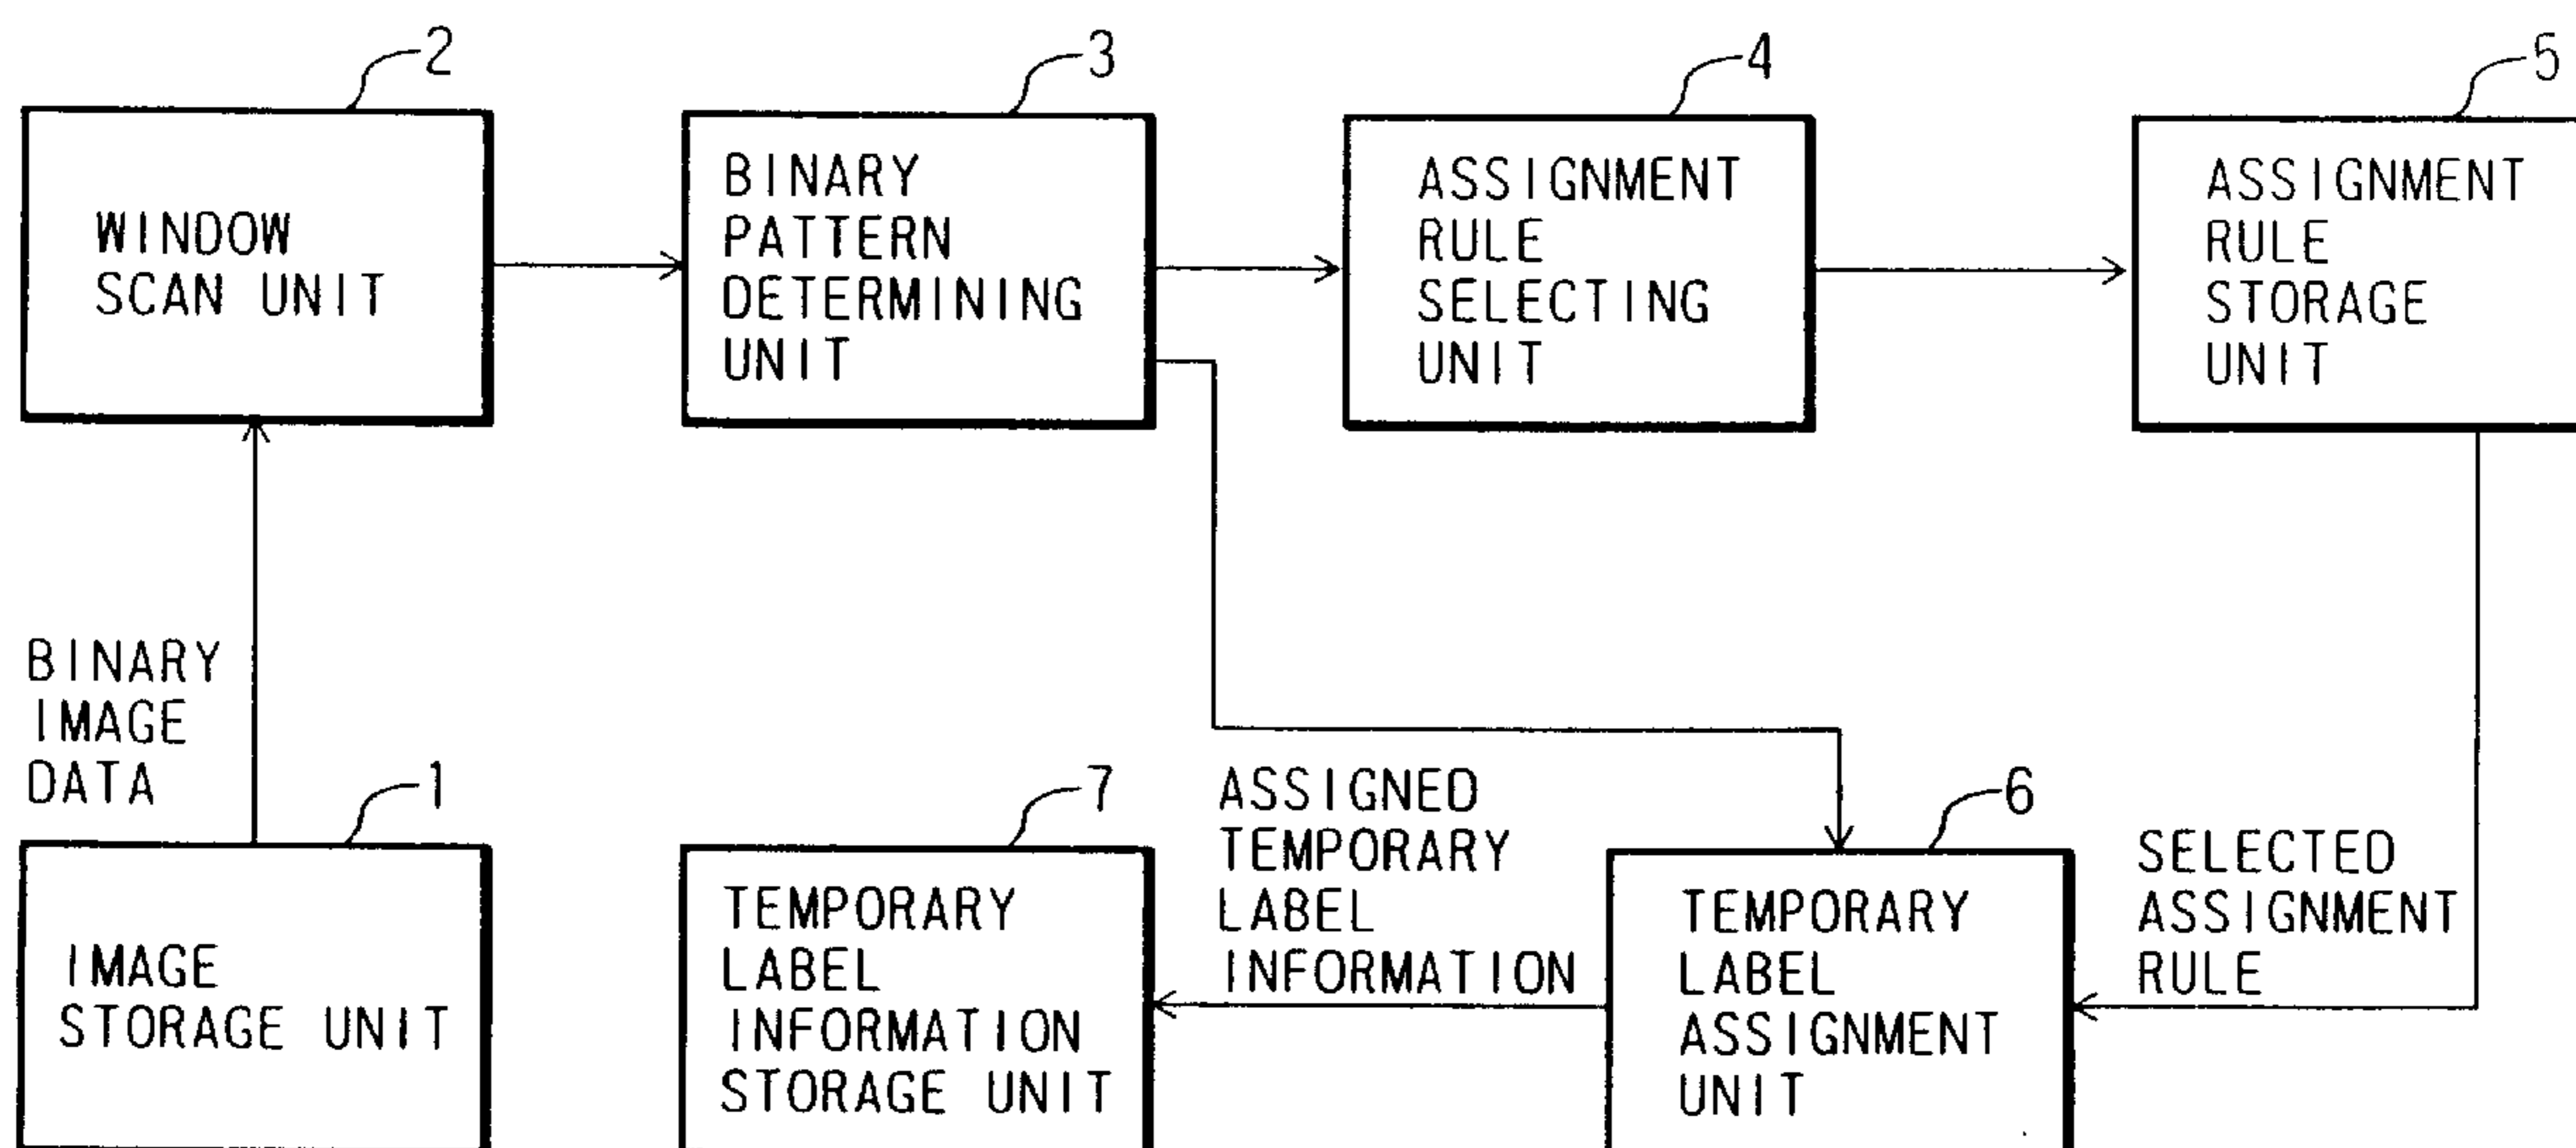 2
3
4
5
WINDOW
SCAN UNIT
BINARY
PATTERN
DETERMINING
UNIT
ASSIGNMENT
RULE
SELECTING
UNIT
ASSIGNMENT
RULE
STORAGE
UNIT
BINARY
IMAGE
DATA
1
7
ASSIGNED
TEMPORARY
LABEL
INFORMATION
6
SELECTED
ASSIGNMENT
RULE
IMAGE
STORAGE UNIT
TEMPORARY
LABEL
INFORMATION
STORAGE UNIT
TEMPORARY
LABEL
ASSIGNMENT
UNIT